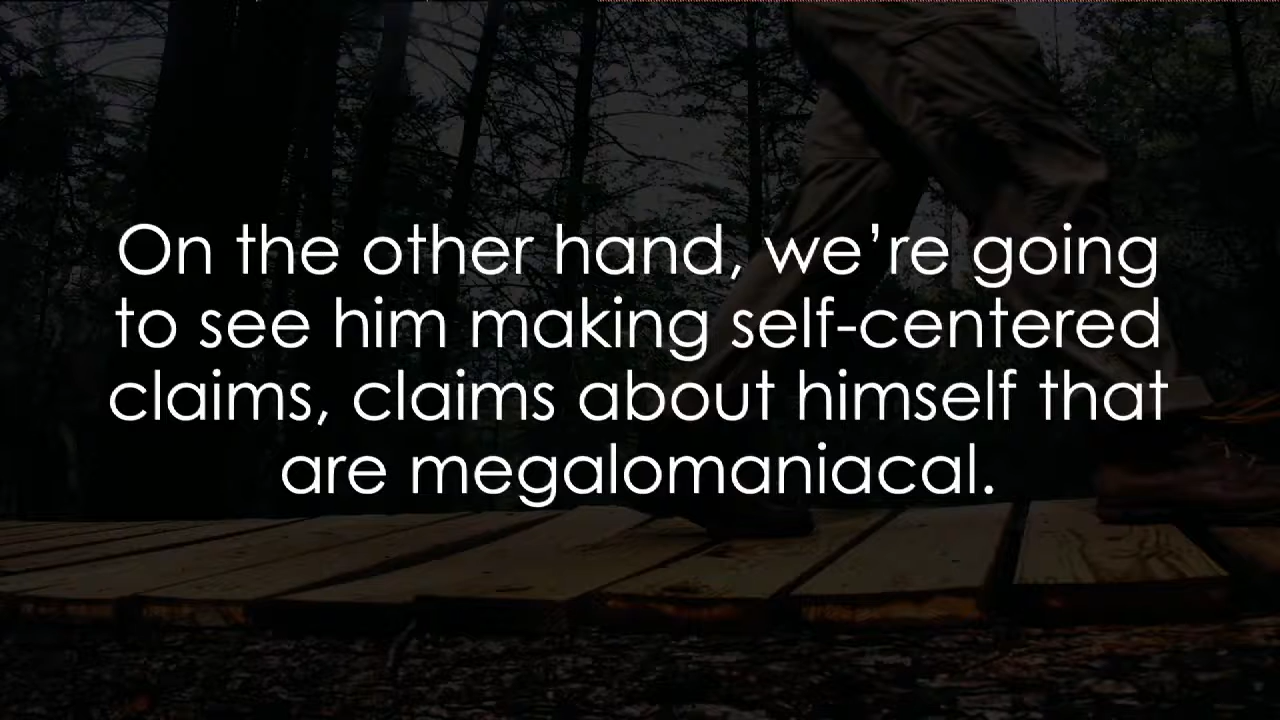 On the other hand, we’re going
to see him making self-centered
claims, claims about himself that
are megalomaniacal.